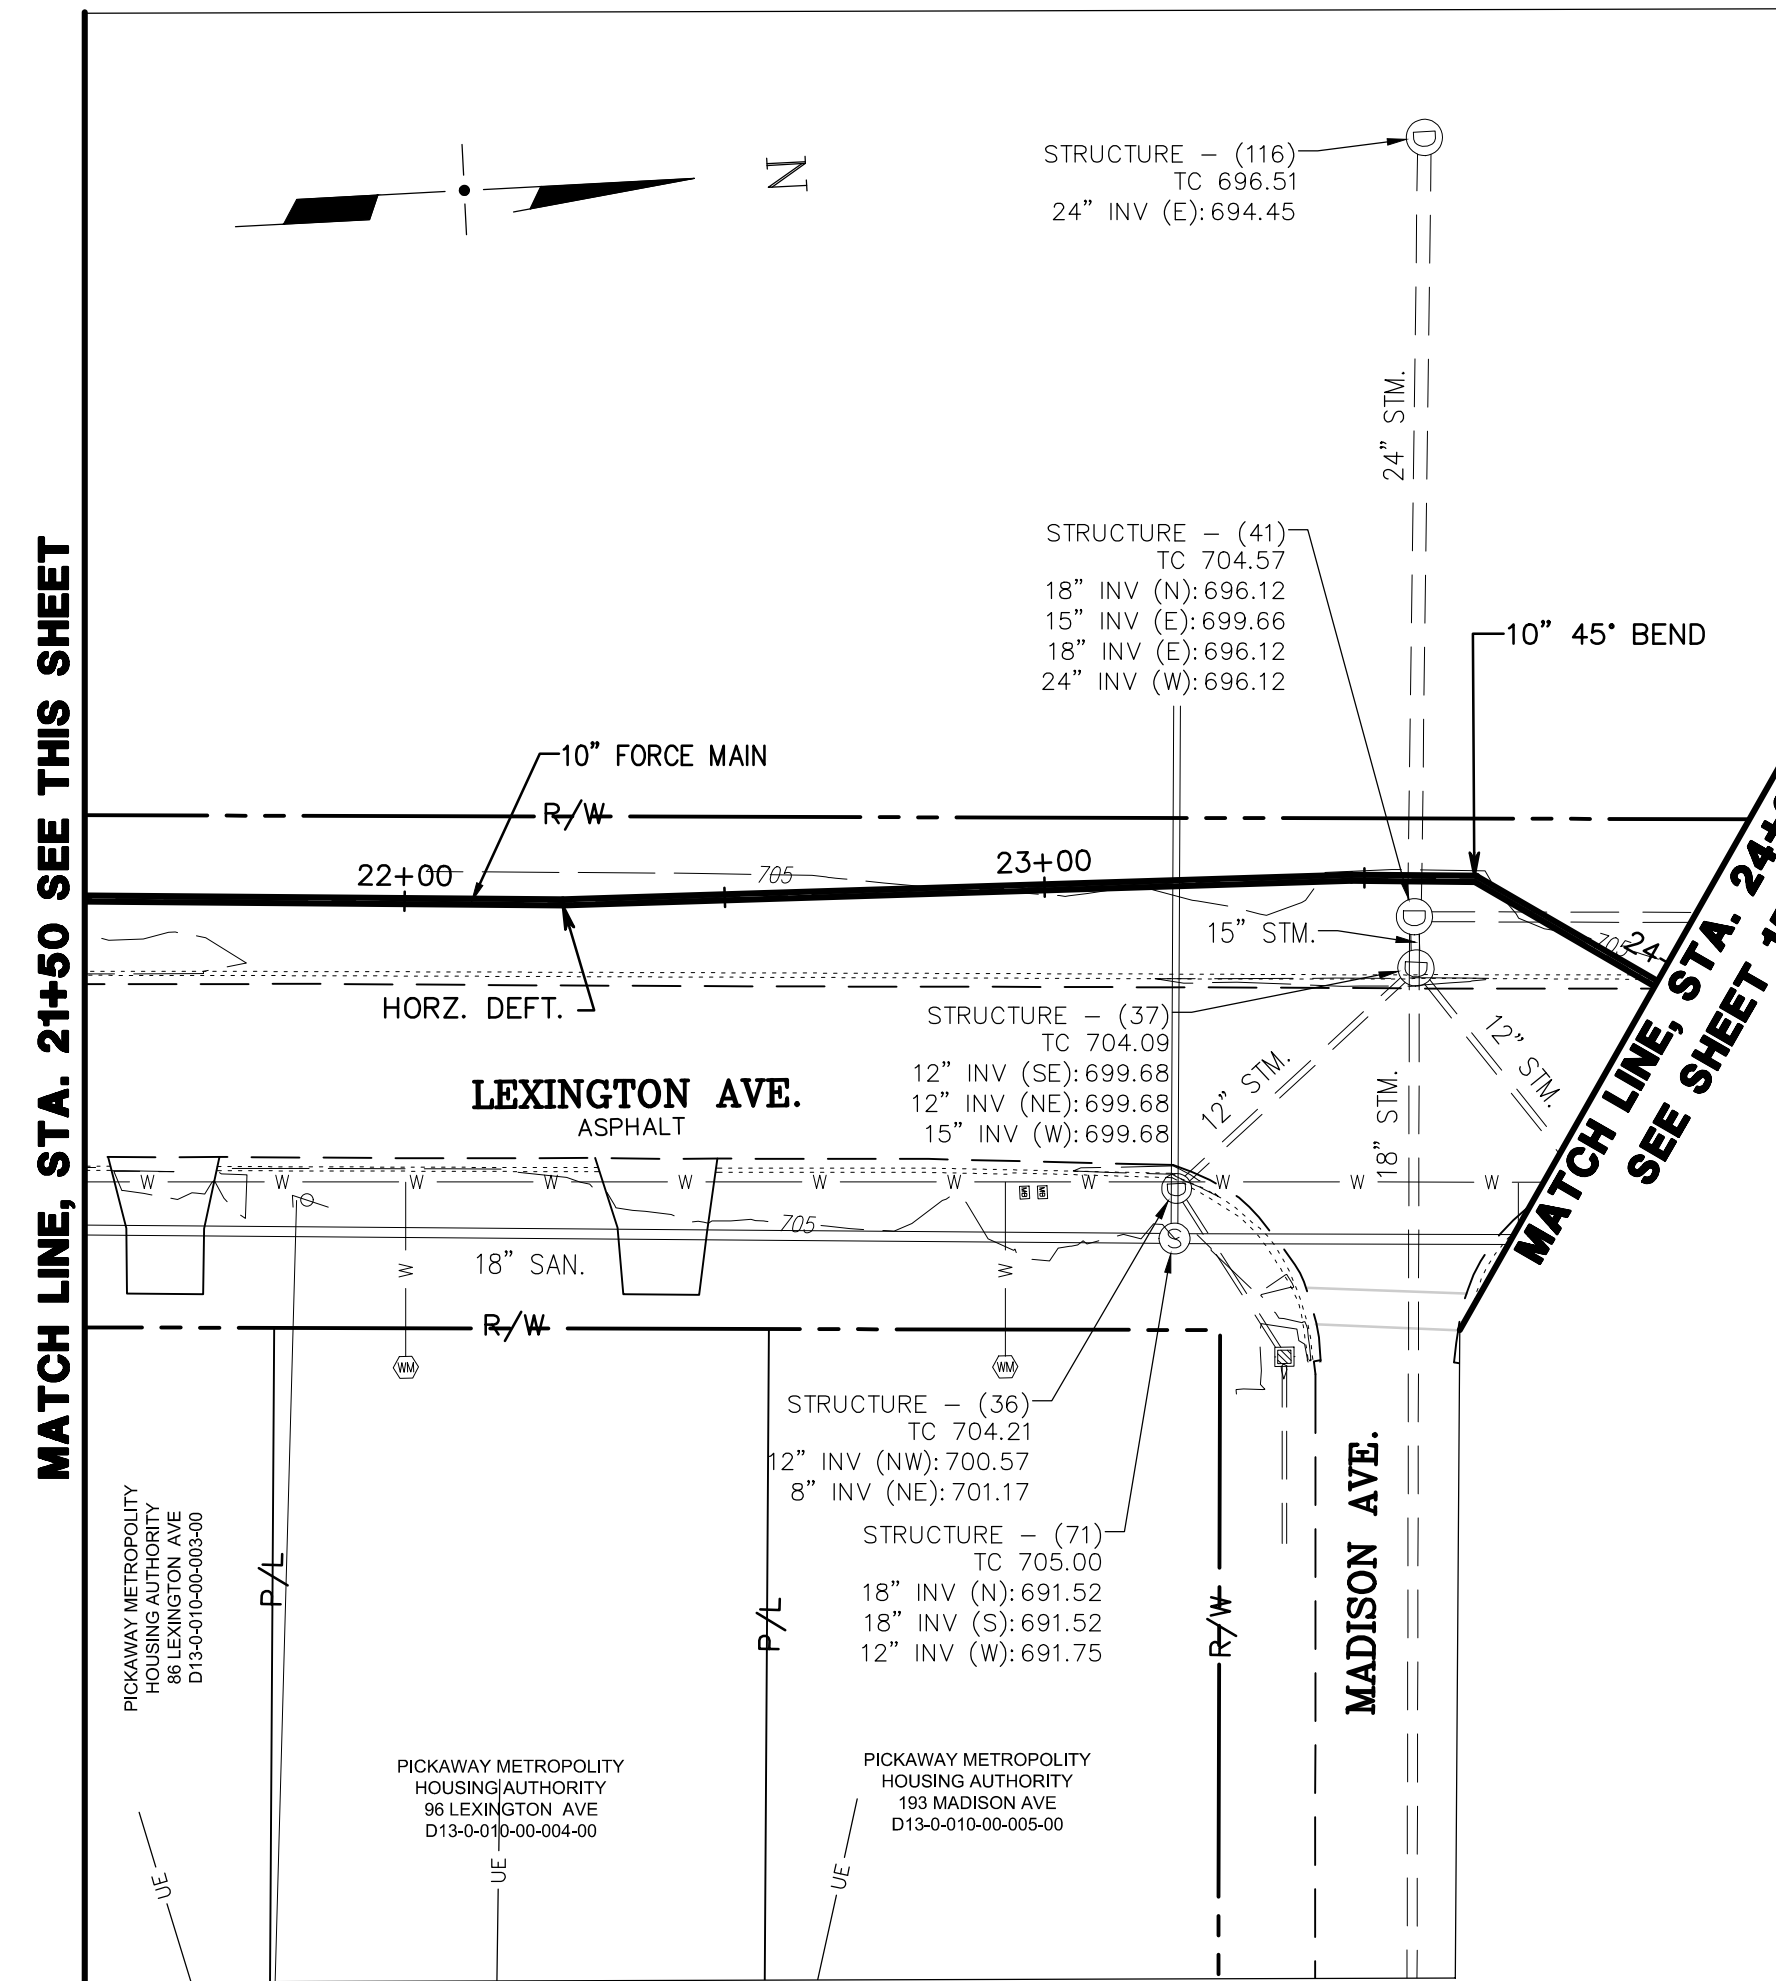 N
STRUCTURE – (116)
TC 696.51
24” INV (E):694.45
24” STM.
STRUCTURE – (41)
TC 704.57
18” INV (N):696.12
15” INV (E):699.66
18” INV (E):696.12
24” INV (W):696.12
10” 45° BEND
MATCH LINE, STA. 21+50 SEE THIS SHEET
10” FORCE MAIN
R/W
22+00
705
23+00
15” STM.
705
24
HORZ. DEFT.
STRUCTURE – (37)
TC 704.09
12” INV (SE):699.68
12” INV (NE):699.68
15” INV (W):699.68
12” STM.
18” STM.
12” STM.
MATCH LINE, STA. 24+
SEE SHEET
LEXINGTON AVE.
ASPHALT
W W W W W W W W W W W
MB MB
W W
705
18” SAN.
D D D D
S
R/W
WM WM
STRUCTURE – (36)
TC 704.21
12” INV (NW):700.57
8” INV (NE):701.17
STRUCTURE – (71)
TC 705.00
18” INV (N):691.52
18” INV (S):691.52
12” INV (W):691.75
MADISON AVE.
R/W
P/L
P/L
PICKAWAY METROPOLITY
HOUSING AUTHORITY
86 LEXINGTON AVE
D13-0-010-00-003-00
PICKAWAY METROPOLITY
HOUSING AUTHORITY
96 LEXINGTON AVE
D13-0-010-00-004-00
PICKAWAY METROPOLITY
HOUSING AUTHORITY
193 MADISON AVE
D13-0-010-00-005-00
UE
UE
UE